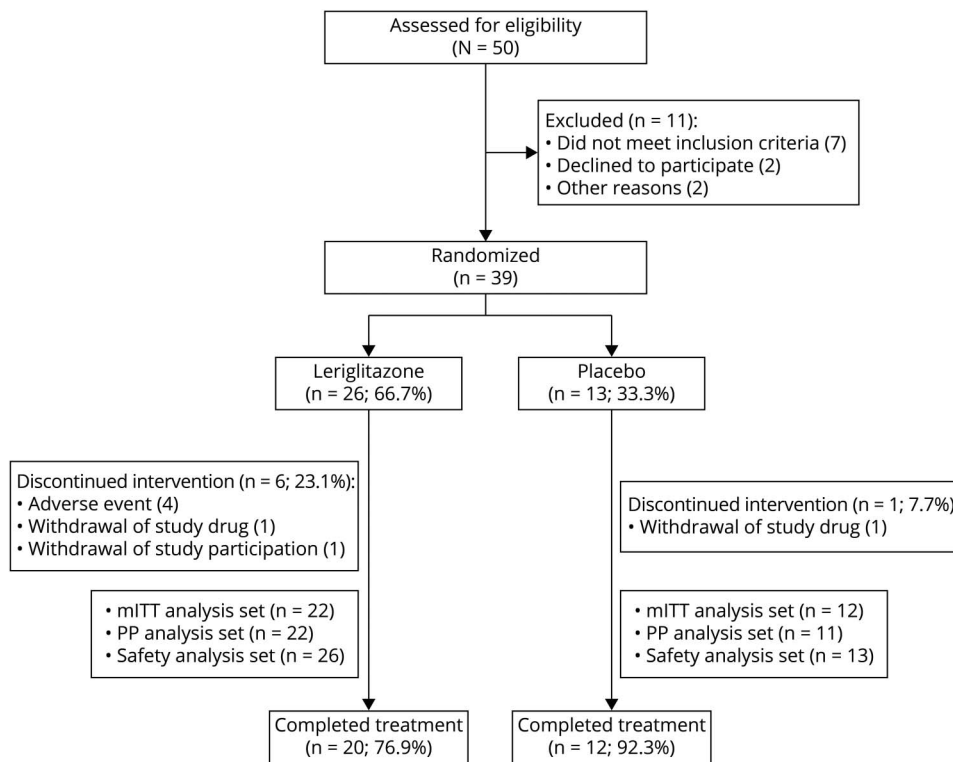 Assessed for eligibility
(N = 50)
Excluded (n = 11):
• Did not meet inclusion criteria (7)
• Declined to participate (2)
• Other reasons (2)
Randomized
(n = 39)
Leriglitazone
(n = 26; 66.7%)
Placebo
(n = 13; 33.3%)
Discontinued intervention (n = 6; 23.1%):
• Adverse event (4)
• Withdrawal of study drug (1)
• Withdrawal of study participation (1)
Discontinued intervention (n = 1; 7.7%)
• Withdrawal of study drug (1)
• mITT analysis set (n = 22)
• PP analysis set (n = 22)
• Safety analysis set (n = 26)
• mITT analysis set (n = 12)
• PP analysis set (n = 11)
• Safety analysis set (n = 13)
Completed treatment
(n = 20; 76.9%)
Completed treatment
(n = 12; 92.3%)